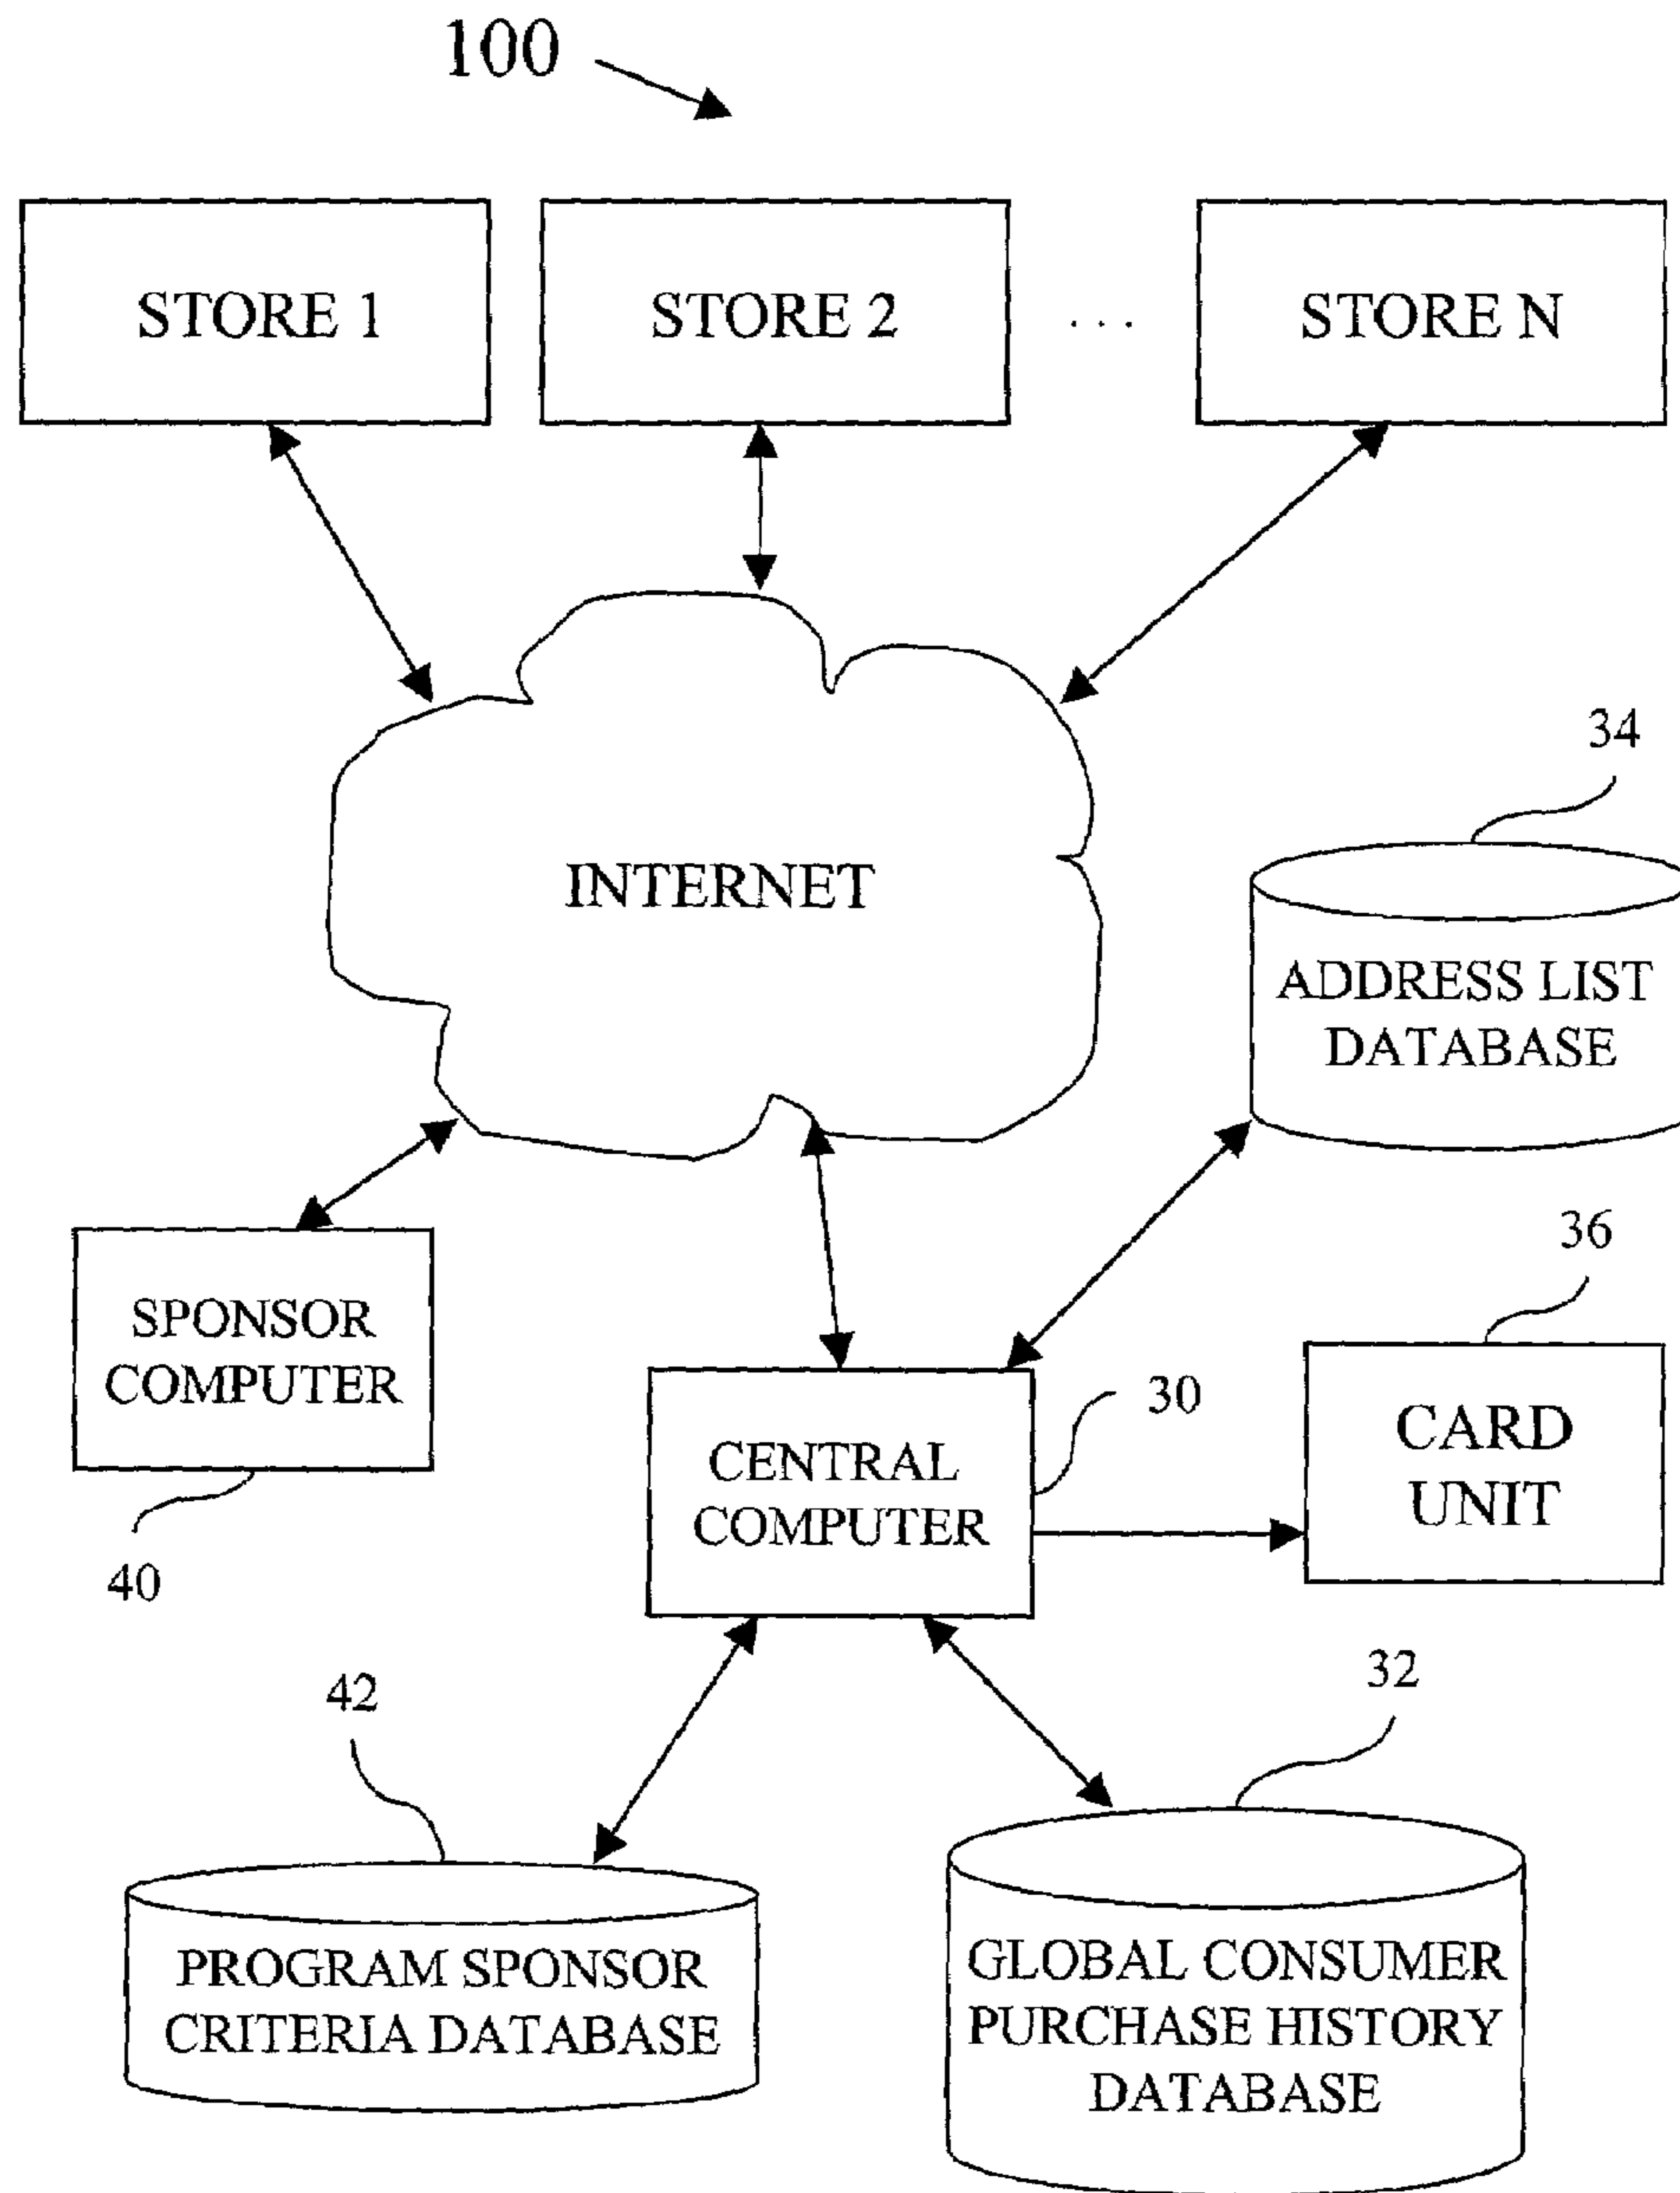 100
STORE 1
STORE 2
. . .
STORE N
INTERNET
34
ADDRESS LIST
DATABASE
36
SPONSOR
COMPUTER
30
CARD
UNIT
CENTRAL
COMPUTER
40
42
32
PROGRAM SPONSOR
CRITERIA DATABASE
GLOBAL CONSUMER
PURCHASE HISTORY
DATABASE